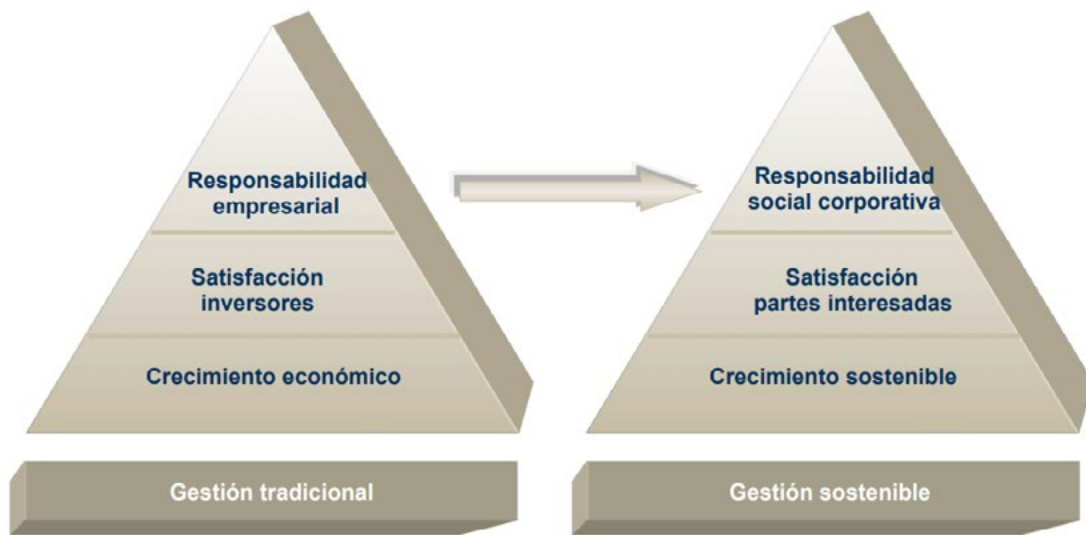 Responsabilidad
empresarial
Satisfacción
inversores
Crecimiento económico
Gestión tradicional
Responsabilidad
social corporativa
Satisfacción
partes interesadas
Crecimiento sostenible
Gestión sostenible